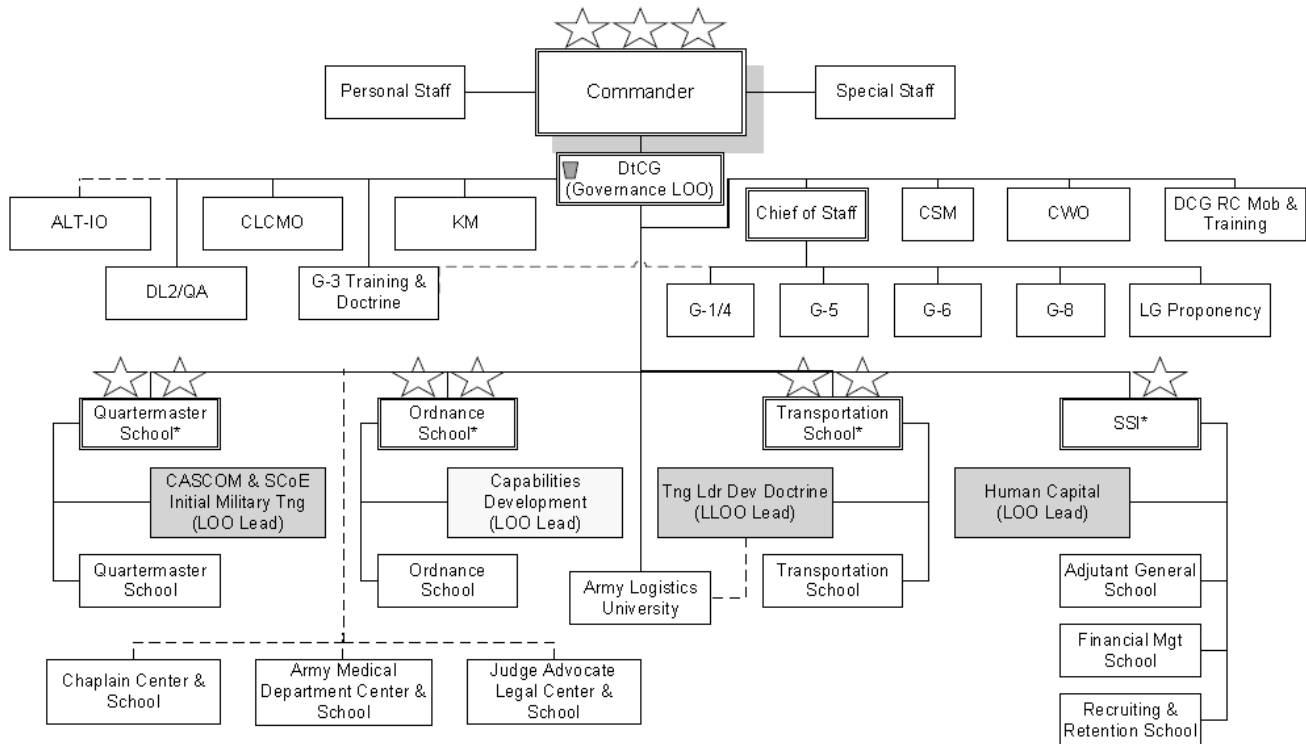 Personal Staff
Commander
Special Staff
DtCG
(Governance LOO)
ALT-IO
CLCMO
KM
Chief of Staff
CSM
CWO
DCG RC Mob &
Training
DL2/QA
G-3 Training &
Doctrine
G-1/4
G-5
G-6
G-8
LG Proponency
Quartermaster
School*
Ordnance
School*
Transportation
School*
SSI*
CASCOM & SCoE
Initial Military Tng
(LOO Lead)
Capabilities
Development
(LOO Lead)
Tng Ldr Dev Doctrine
(LLOO Lead)
Human Capital
(LOO Lead)
Quartermaster
School
Ordnance
School
Army Logistics
University
Transportation
School
Adjutant General
School
Financial Mgt
School
Recruiting &
Retention School
Chaplain Center &
School
Army Medical
Department Center &
School
Judge Advocate
Legal Center &
School